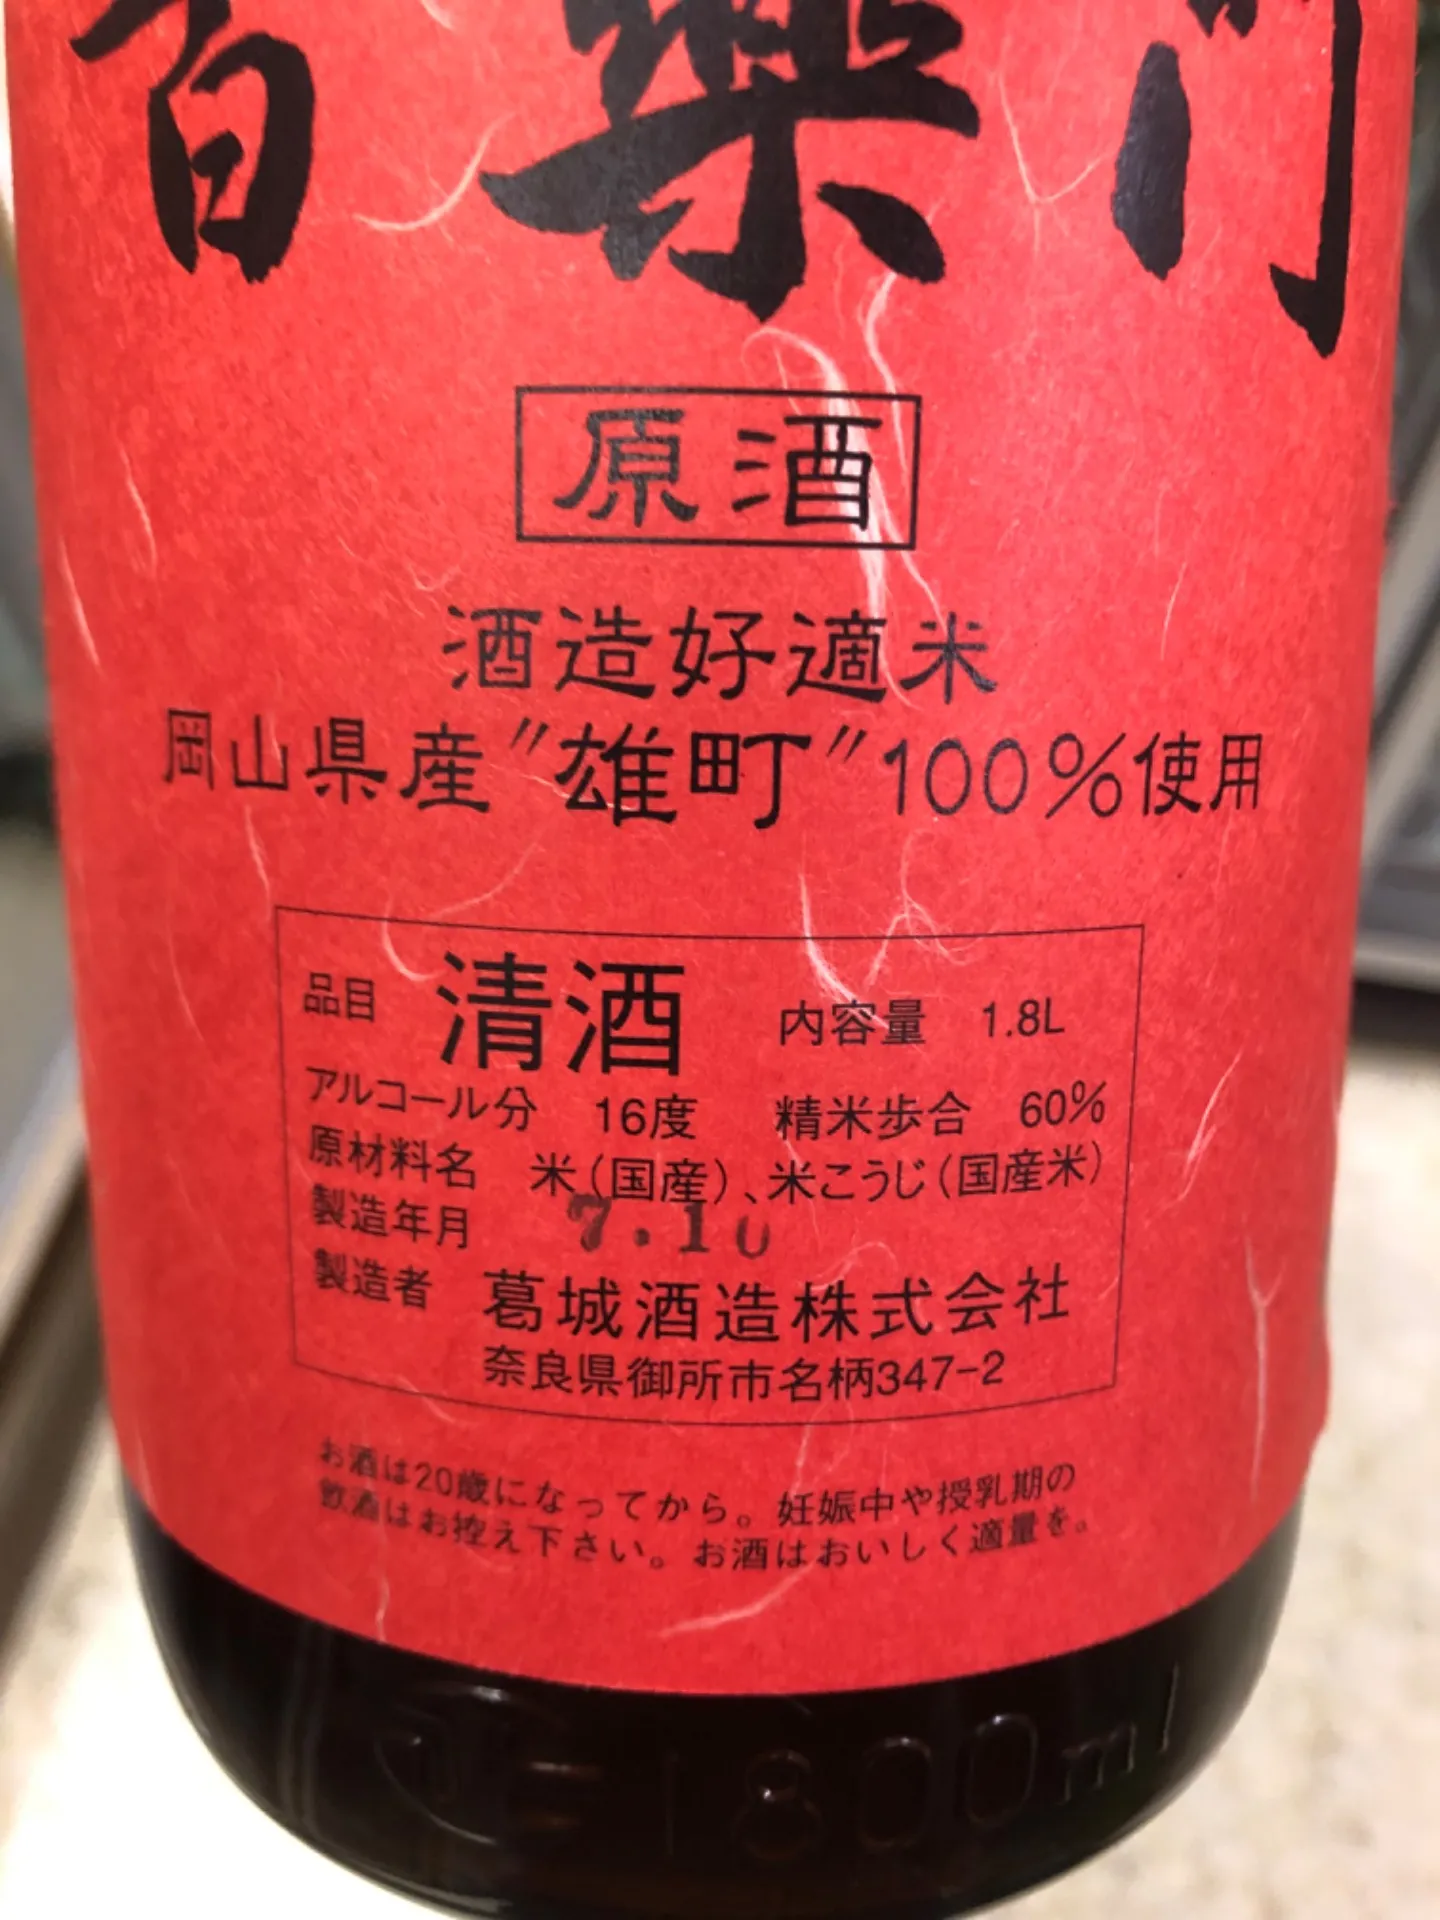 百樂門
原酒
酒造好適米
岡山県産"雄町"100%使用
品目 清酒 内容量 1.8L
アルコール分 16度 精米歩合 60%
原材料名 米(国産)、米こうじ(国産米)
製造年月 7.10
製造者 葛城酒造株式会社
奈良県御所市名柄347-2
お酒は20歳になってから。妊娠中や授乳期の
飲酒はお控え下さい。お酒はおいしく適量を。
1800ml